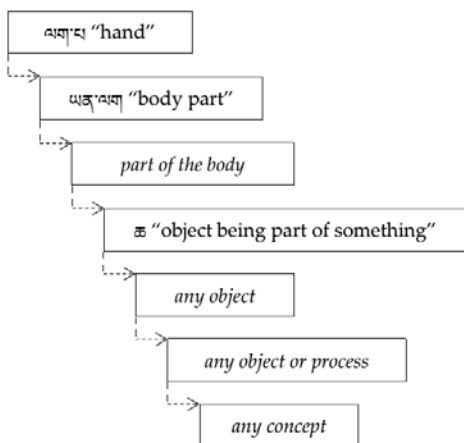 ལག་པ “hand”
ཡན་ལག “body part”
part of the body
ཆ “object being part of something”
any object
any object or process
any concept